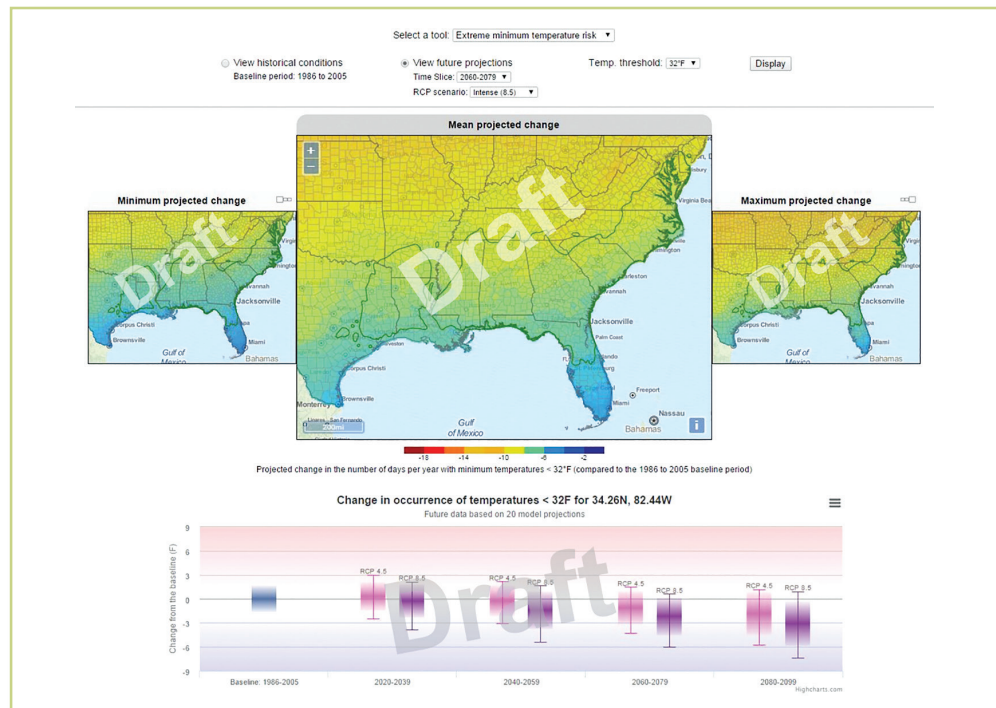 Select a tool: Extreme minimum temperature risk
View historical conditions
Baseline period: 1986 to 2005
View future projections
Time Slice: 2060-2079
RCP scenario: Intense (8.5)
Temp. threshold: 32°F
Display
Mean projected change
+
−
Minimum projected change
Maximum projected change
Draft
Virginia Bea
Wilmington
Charleston
Savannah
Jacksonville
Palm Coast
Orlando
Corpus Christi
Brownsville
Monterrey
Miami
Freeport
Nassau
Bahamas
Gulf
of Mexico
200mi
i
Draft
Savannah
Jacksonville
Corpus Christi
Brownsville
Miami
Gulf of
Mexico
Bahamas
Draft
Savannah
Jacksonville
Corpus Christi
Brownsville
Miami
Gulf of
Mexico
Bahamas
-18 -14 -10 -6 -2
Projected change in the number of days per year with minimum temperatures < 32°F (compared to the 1986 to 2005 baseline period)
Change in occurrence of temperatures < 32F for 34.26N, 82.44W
Future data based on 20 model projections
Draft
Change from the baseline (F)
9
6
3
0
-3
-6
-9
RCP 4.5 RCP 8.5 RCP 4.5 RCP 8.5 RCP 4.5 RCP 8.5 RCP 4.5 RCP 8.5
Baseline: 1986-2005 2020-2039 2040-2059 2060-2079 2080-2099
Highcharts.com